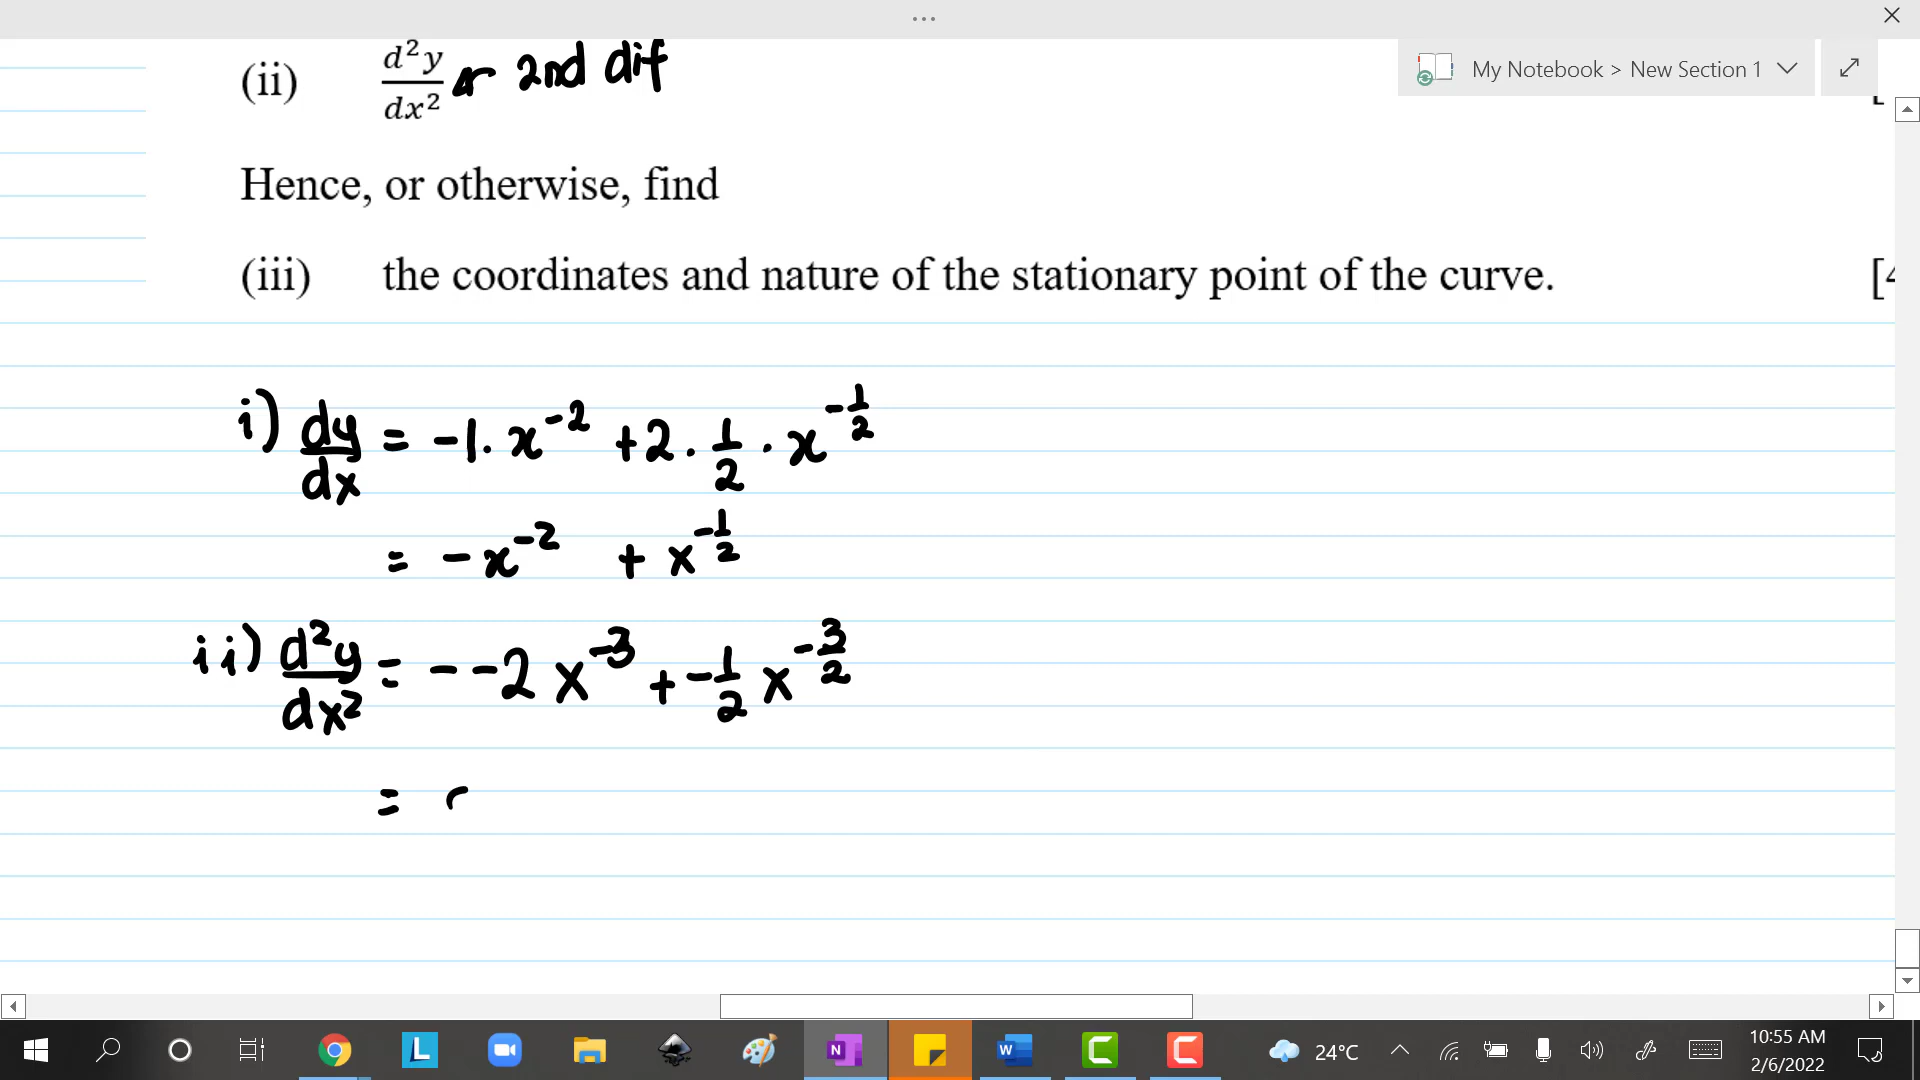 ...
My Notebook > New Section 1
(ii) d²y/dx² or 2nd dif
Hence, or otherwise, find
(iii) the coordinates and nature of the stationary point of the curve. [4
i) dy/dx = -1. x^-2 +2 . 1/2 . x^-1/2
= -x^-2 + x^-1/2
ii) d²y/dx² = --2 x^-3 + -1/2 x^-3/2
=
24°C
10:55 AM
2/6/2022